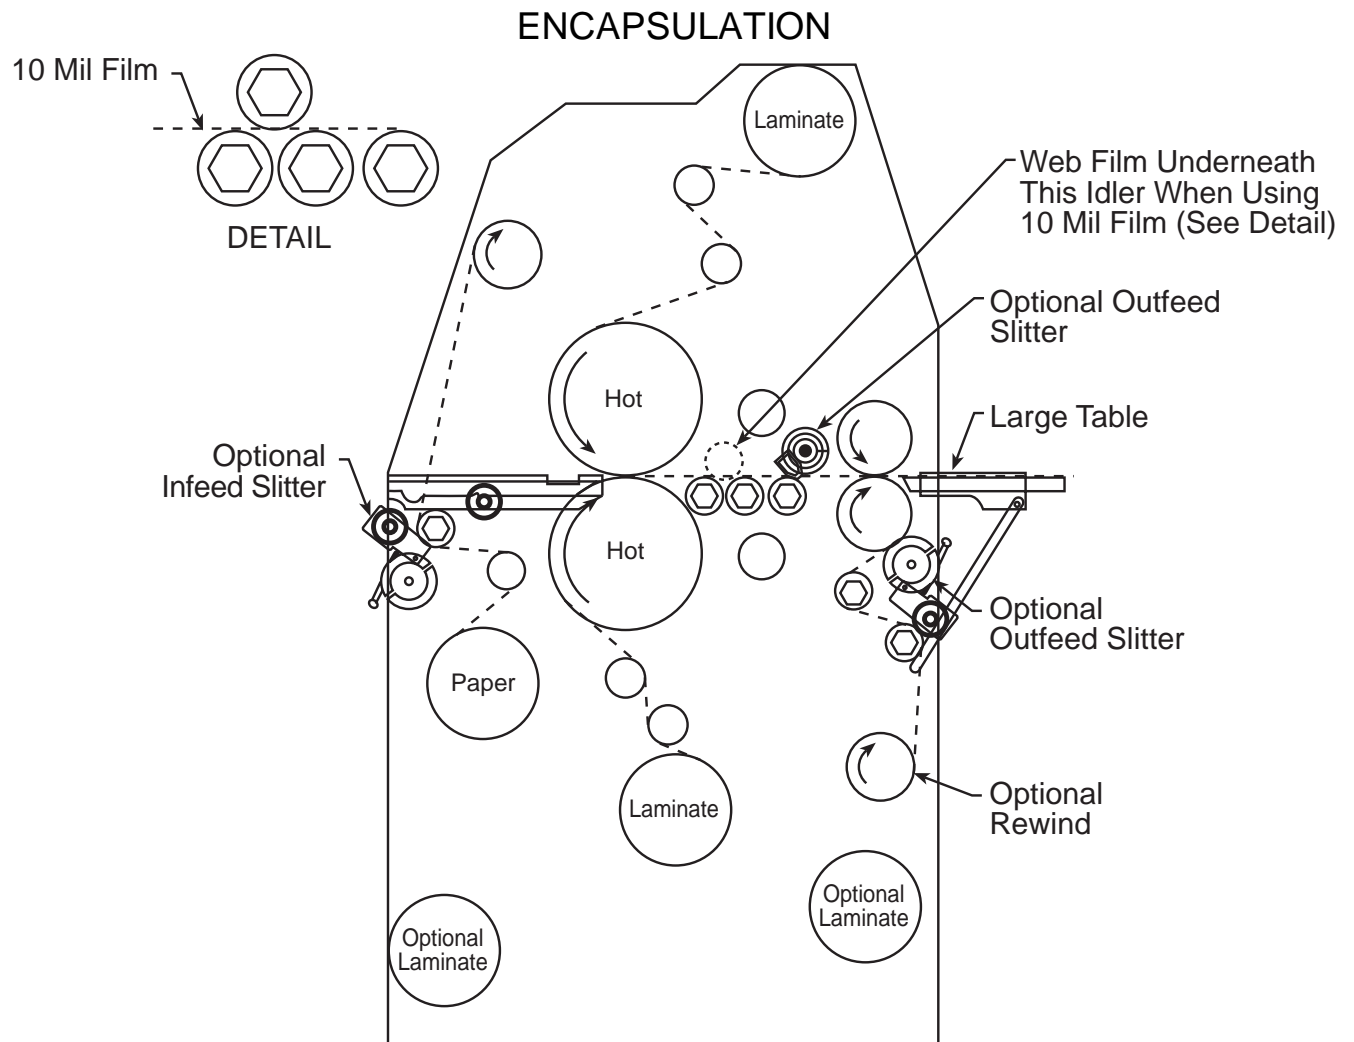 ENCAPSULATION
10 Mil Film
DETAIL
Laminate
Web Film Underneath
This Idler When Using
10 Mil Film (See Detail)
Optional Outfeed
Slitter
Hot
Large Table
Optional
Infeed Slitter
Hot
Optional
Outfeed Slitter
Paper
Laminate
Optional
Rewind
Optional
Laminate
Optional
Laminate